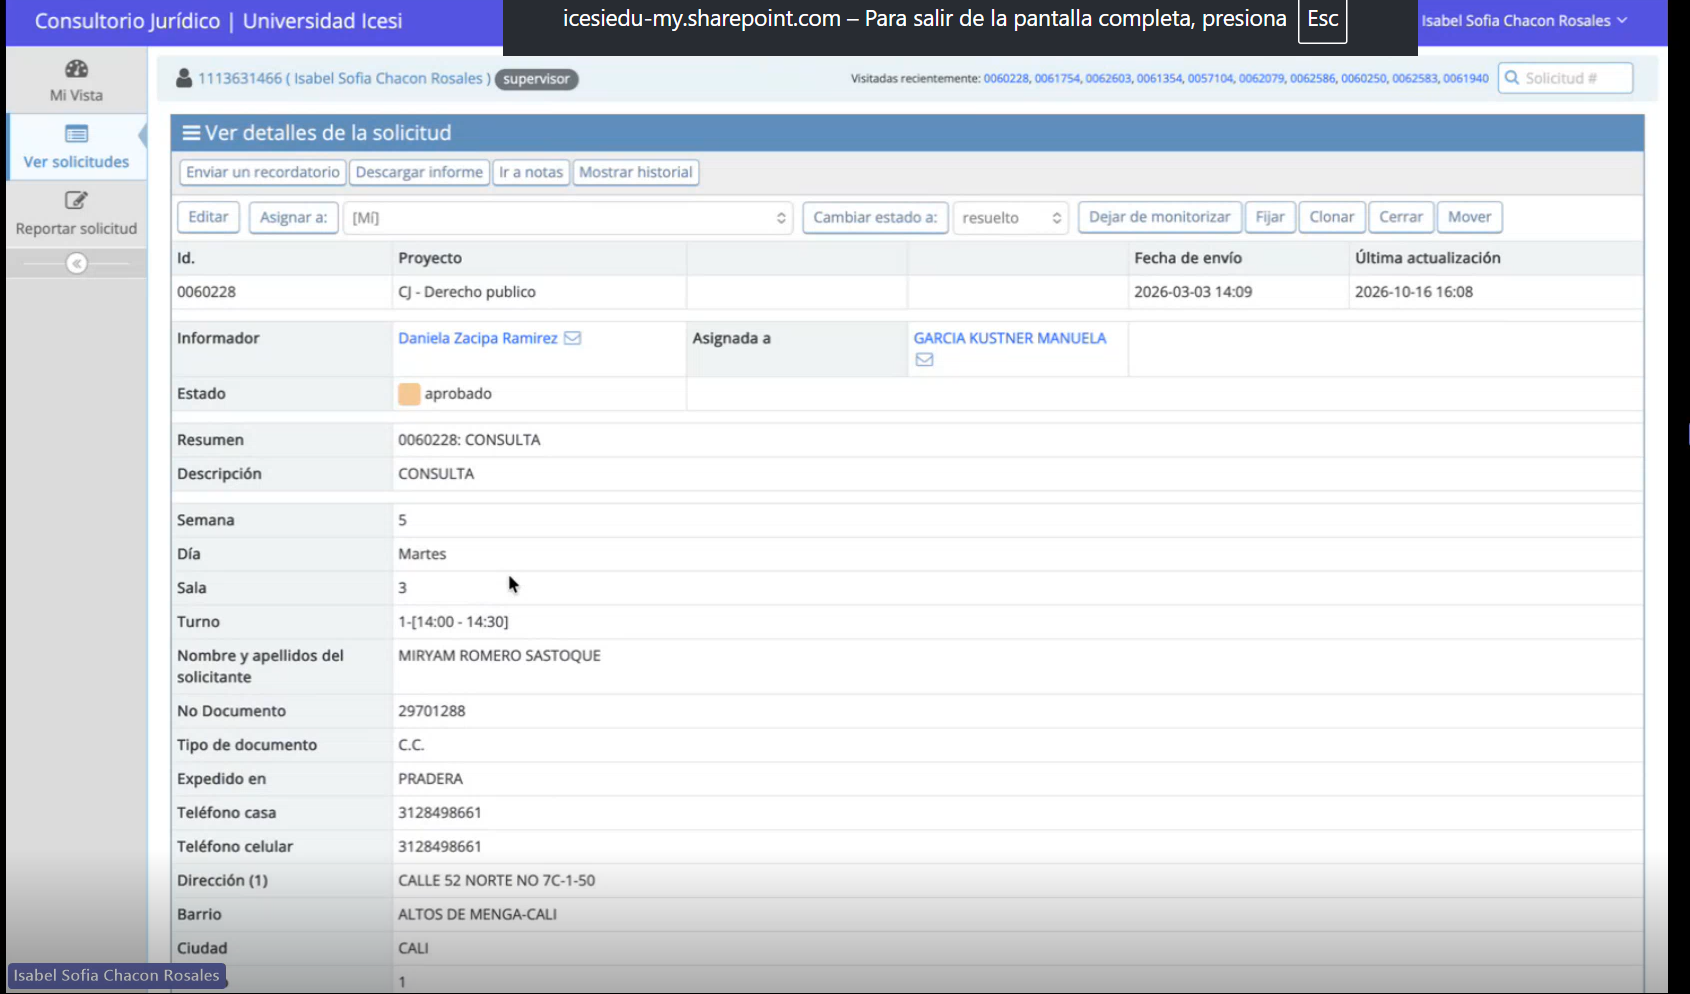 Consultorio Jurídico | Universidad Icesi
icesiedu-my.sharepoint.com – Para salir de la pantalla completa, presiona Esc
Isabel Sofia Chacon Rosales
Mi Vista
Ver solicitudes
Reportar solicitud
1113631466 ( Isabel Sofia Chacon Rosales ) supervisor
Visitadas recientemente: 0060228, 0061754, 0062603, 0061354, 0057104, 0062079, 0062586, 0060250, 0062583, 0061940
Solicitud #
Ver detalles de la solicitud
Enviar un recordatorio Descargar informe Ir a notas Mostrar historial
Editar Asignar a: [Mí] Cambiar estado a: resuelto Dejar de monitorizar Fijar Clonar Cerrar Mover
Id. Proyecto Fecha de envío Última actualización
0060228 CJ - Derecho publico 2026-03-03 14:09 2026-10-16 16:08
Informador Daniela Zacipa Ramirez Asignada a GARCIA KUSTNER MANUELA
Estado aprobado
Resumen 0060228: CONSULTA
Descripción CONSULTA
Semana 5
Día Martes
Sala 3
Turno 1-[14:00 - 14:30]
Nombre y apellidos del
solicitante MIRYAM ROMERO SASTOQUE
No Documento 29701288
Tipo de documento C.C.
Expedido en PRADERA
Teléfono casa 3128498661
Teléfono celular 3128498661
Dirección (1) CALLE 52 NORTE NO 7C-1-50
Barrio ALTOS DE MENGA-CALI
Ciudad CALI
1
Isabel Sofia Chacon Rosales